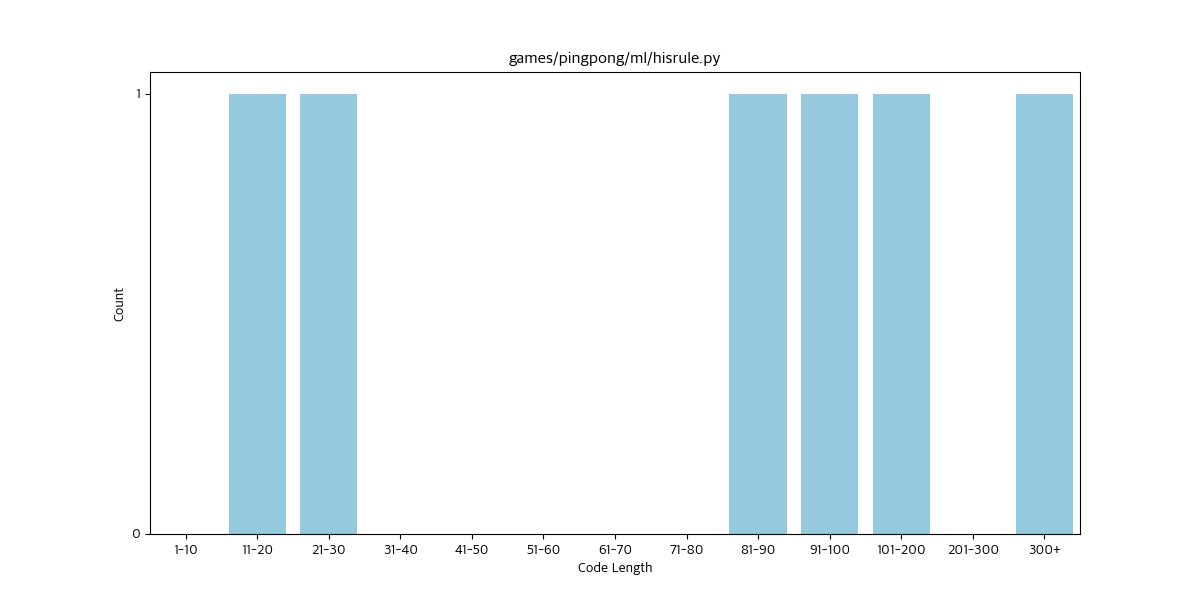 games/pingpong/ml/hisrule.py
1
0
Count
1-10 11-20 21-30 31-40 41-50 51-60 61-70 71-80 81-90 91-100 101-200 201-300 300+
Code Length